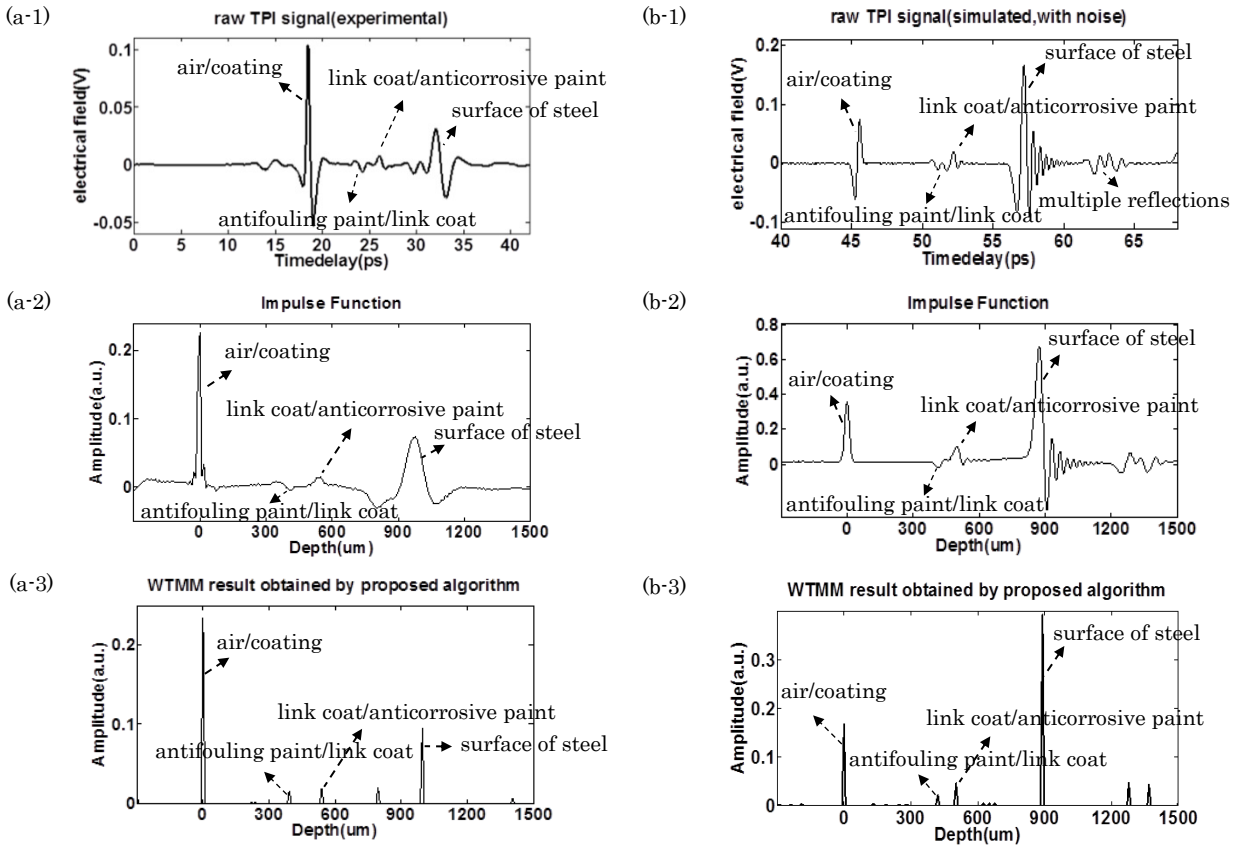 (a-1)
raw TPI signal(experimental)
electrical field(V)
0.1
0.05
0
-0.05
air/coating
link coat/anticorrosive paint
surface of steel
antifouling paint/link coat
0 5 10 15 20 25 30 35 40
Timedelay(ps)
(b-1)
raw TPI signal(simulated,with noise)
electrical field(V)
0.2
0.1
0
-0.1
surface of steel
air/coating
link coat/anticorrosive paint
antifouling paint/link coat
multiple reflections
40 45 50 55 60 65
Timedelay(ps)
(a-2)
Impulse Function
Amplitude(a.u.)
0.2
0.1
0
air/coating
link coat/anticorrosive paint
surface of steel
antifouling paint/link coat
0 300 600 900 1200 1500
Depth(um)
(b-2)
Impulse Function
Amplitude(a.u.)
0.8
0.6
0.4
0.2
0
surface of steel
air/coating
link coat/anticorrosive paint
antifouling paint/link coat
0 300 600 900 1200 1500
Depth(um)
(a-3)
WTMM result obtained by proposed algorithm
Amplitude(a.u.)
0.2
0.1
0
air/coating
link coat/anticorrosive paint
antifouling paint/link coat
surface of steel
0 300 600 900 1200 1500
Depth(um)
(b-3)
WTMM result obtained by proposed algorithm
Amplitude(a.u.)
0.3
0.2
0.1
0
surface of steel
air/coating
link coat/anticorrosive paint
antifouling paint/link coat
0 300 600 900 1200 1500
Depth(um)